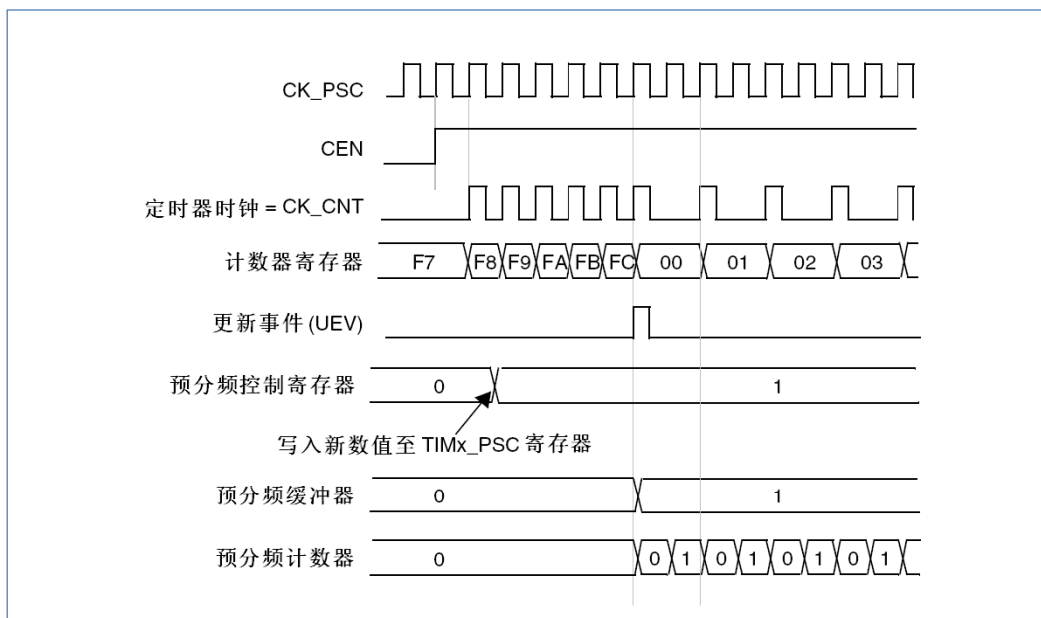 CK_PSC
CEN
定时器时钟 = CK_CNT
计数器寄存器 F7 F8 F9 FA FB FC 00 01 02 03
更新事件(UEV)
预分频控制寄存器 0 1
写入新数值至 TIMx_PSC 寄存器
预分频缓冲器 0 1
预分频计数器 0 0 1 0 1 0 1 0 1